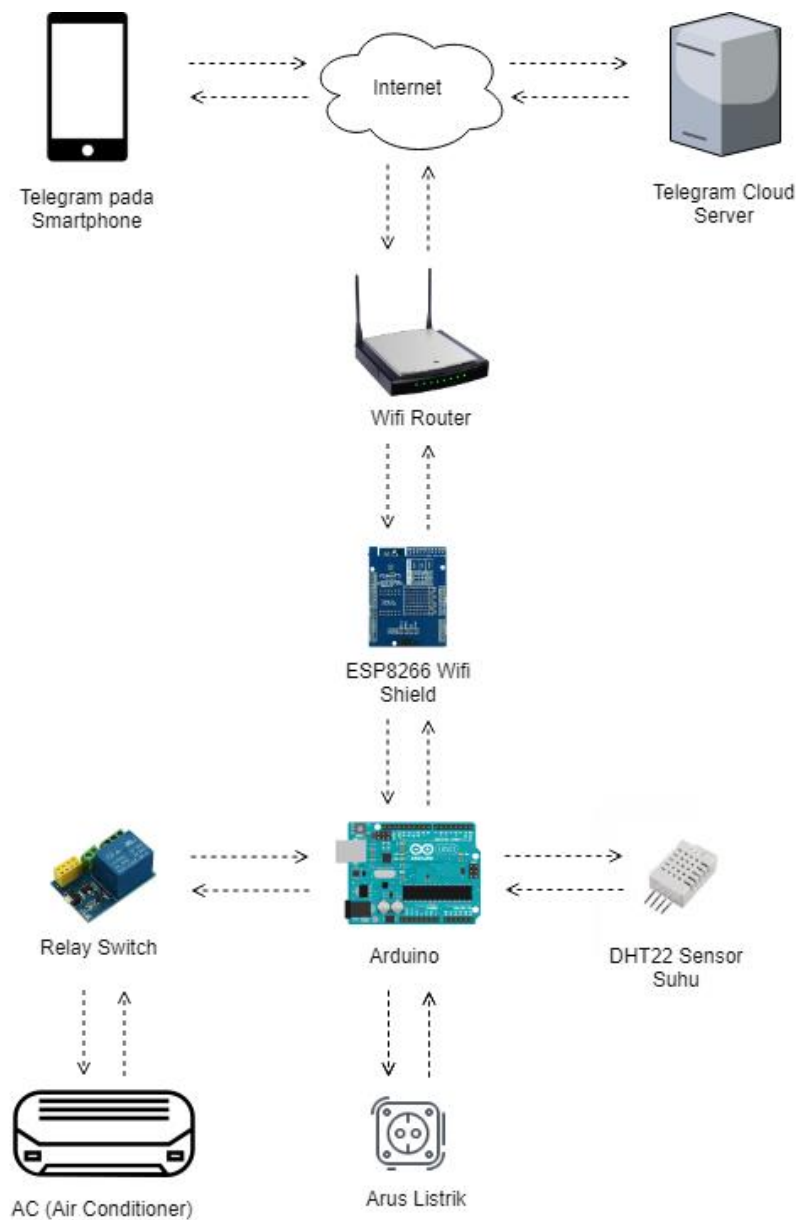 Internet
Telegram pada
Smartphone
Telegram Cloud
Server
Wifi Router
ESP8266 Wifi
Shield
Relay Switch
Arduino
DHT22 Sensor
Suhu
AC (Air Conditioner)
Arus Listrik